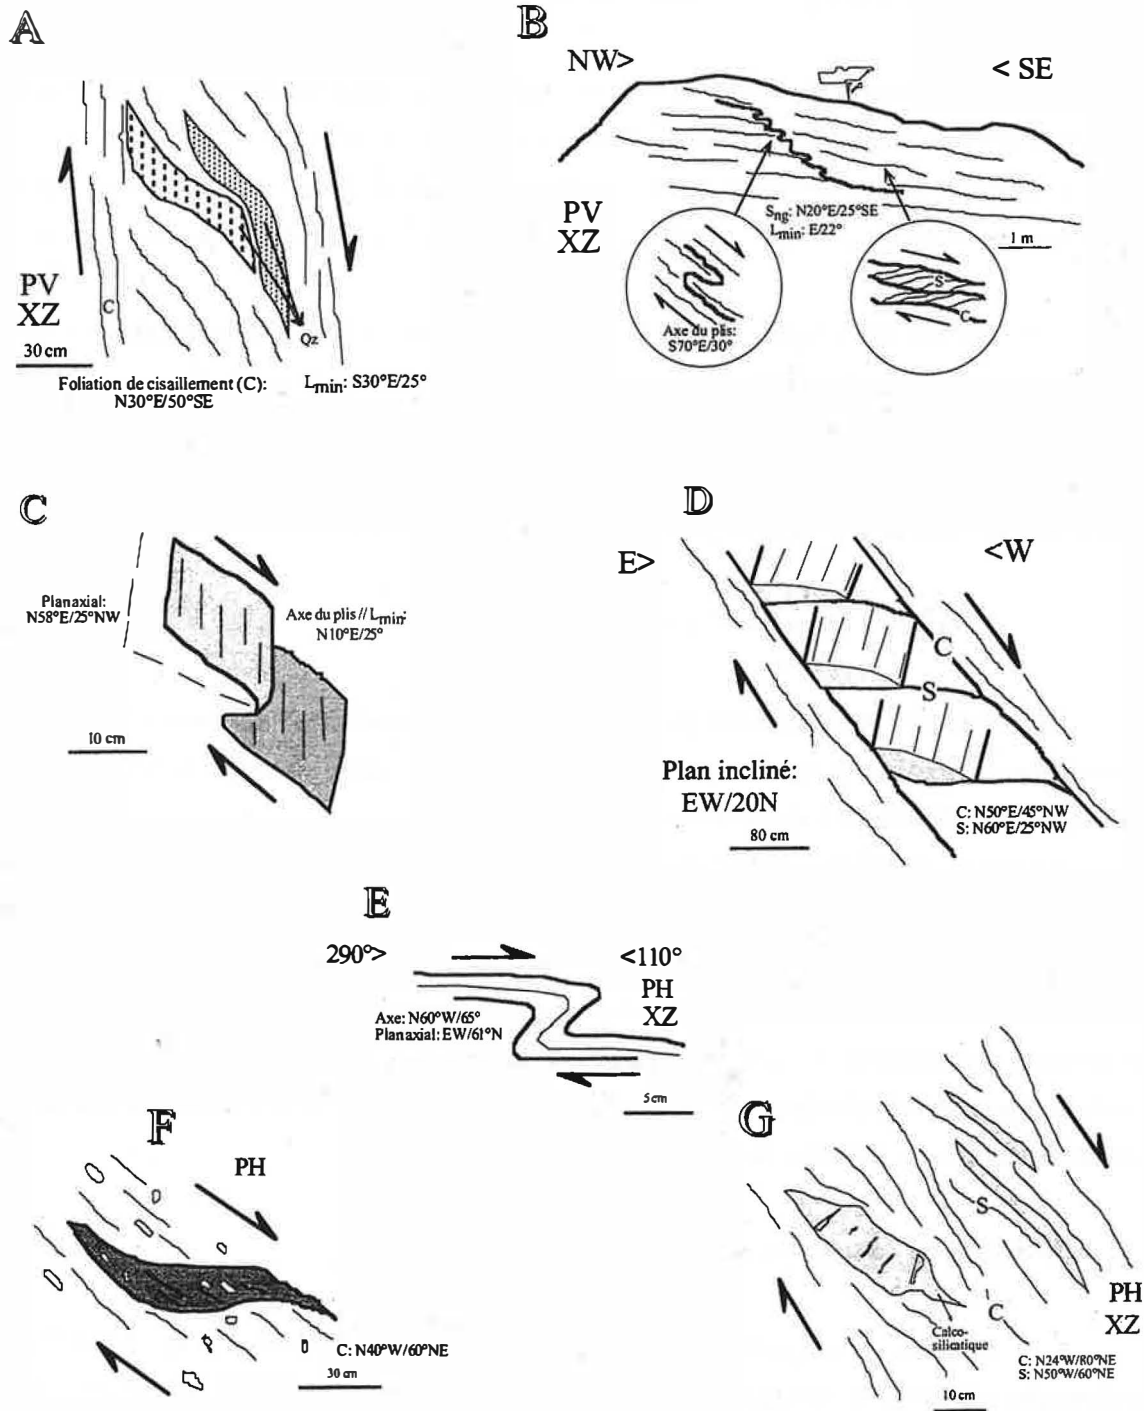 A
PV
XZ
30 cm
C
Qz
Foliation de cisaillement (C):
N30°E/50°SE
Lmin: S30°E/25°
B
NW>
< SE
PV
XZ
Sng: N20°E/25°SE
Lmin: E/22°
1 m
Axe du plis:
S70°E/30°
S
C
C
Planaxial:
N58°E/25°NW
Axe du plis // Lmin:
N10°E/25°
10 cm
D
E>
<W
C
S
Plan incliné:
EW/20N
80 cm
C: N50°E/45°NW
S: N60°E/25°NW
E
290°>
<110°
PH
XZ
Axe: N60°W/65°
Planaxial: EW/61°N
5 cm
F
PH
C: N40°W/60°NE
30 cm
G
S
C
Calco-
silicatique
PH
XZ
C: N24°W/80°NE
S: N50°W/60°NE
10 cm